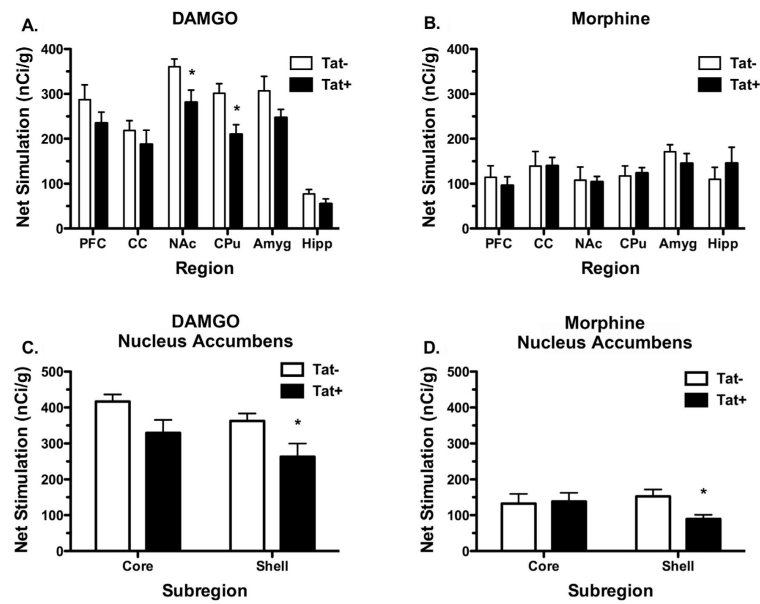 A.
DAMGO
Net Simulation (nCi/g)
400
300
200
100
0
Tat-
Tat+
*
*
PFC CC NAc CPu Amyg Hipp
Region
B.
Morphine
Net Simulation (nCi/g)
400
300
200
100
0
Tat-
Tat+
PFC CC NAc CPu Amyg Hipp
Region
C.
DAMGO
Nucleus Accumbens
Net Stimulation (nCi/g)
500
400
300
200
100
0
Tat-
Tat+
*
Core Shell
Subregion
D.
Morphine
Nucleus Accumbens
Net Stimulation (nCi/g)
500
400
300
200
100
0
Tat-
Tat+
*
Core Shell
Subregion